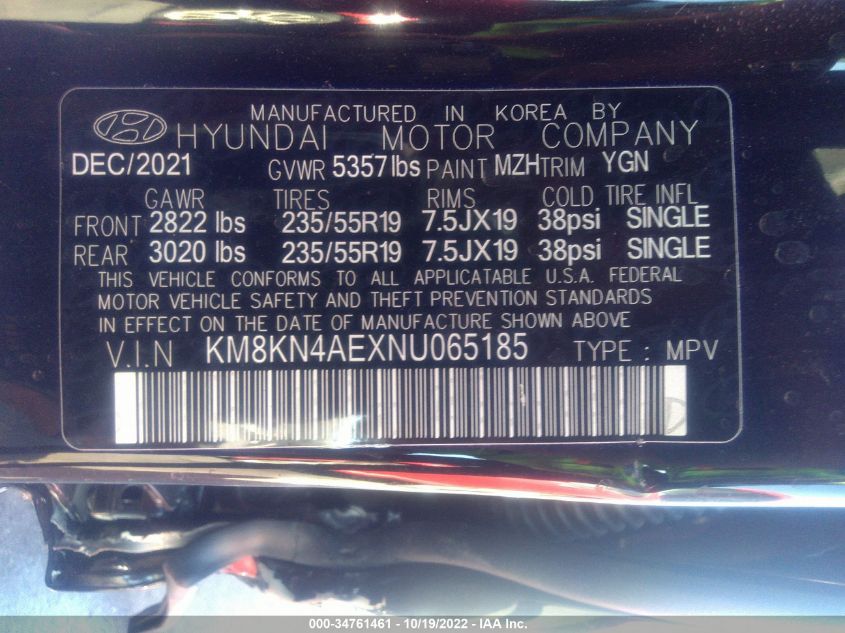 MANUFACTURED IN KOREA BY
HYUNDAI MOTOR COMPANY
DEC/2021 GVWR 5357 lbs PAINT MZH TRIM YGN
GAWR TIRES RIMS COLD TIRE INFL
FRONT 2822 lbs 235/55R19 7.5JX19 38psi SINGLE
REAR 3020 lbs 235/55R19 7.5JX19 38psi SINGLE
THIS VEHICLE CONFORMS TO ALL APPLICATABLE U.S.A. FEDERAL
MOTOR VEHICLE SAFETY AND THEFT PREVENTION STANDARDS
IN EFFECT ON THE DATE OF MANUFACTURE SHOWN ABOVE
V.I.N KM8KN4AEXNU065185 TYPE : MPV
000-34761461 - 10/19/2022 - IAA Inc.